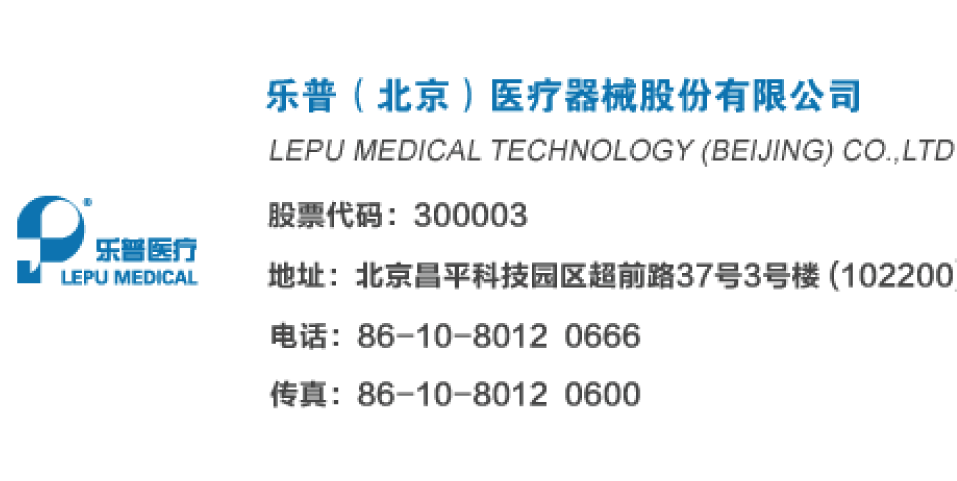 乐普（北京）医疗器械股份有限公司
LEPU MEDICAL TECHNOLOGY (BEIJING) CO.,LTD
股票代码：300003
®
乐普医疗
LEPU MEDICAL
地址：北京昌平科技园区超前路37号3号楼 (102200)
电话：86-10-8012 0666
传真：86-10-8012 0600